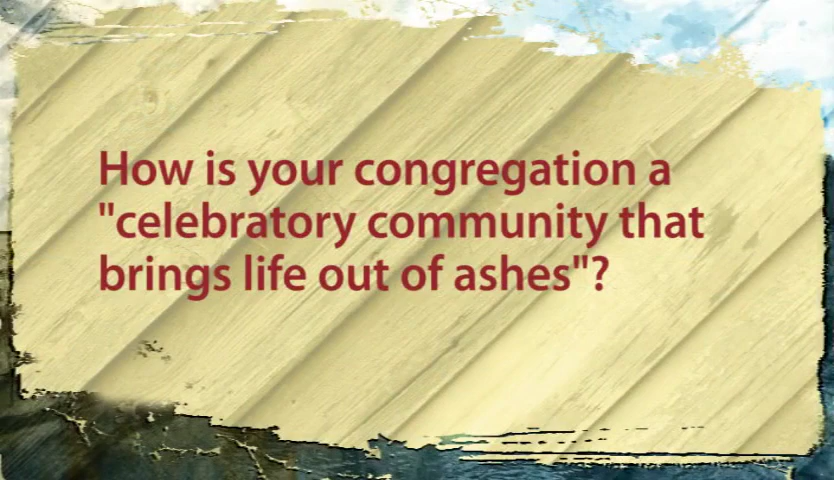 How is your congregation a
"celebratory community that
brings life out of ashes"?